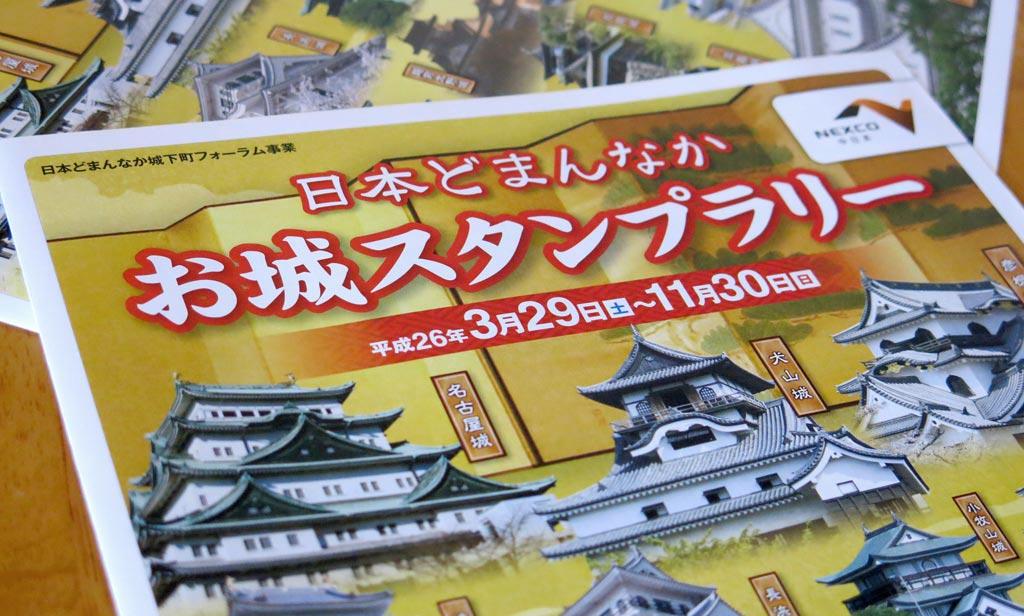 日本どまんなか城下町フォーラム事業
NEXCO
中日本
日本どまんなか
お城スタンプラリー
平成26年 3月29日土～11月30日日
名古屋城
犬山城
小牧山城